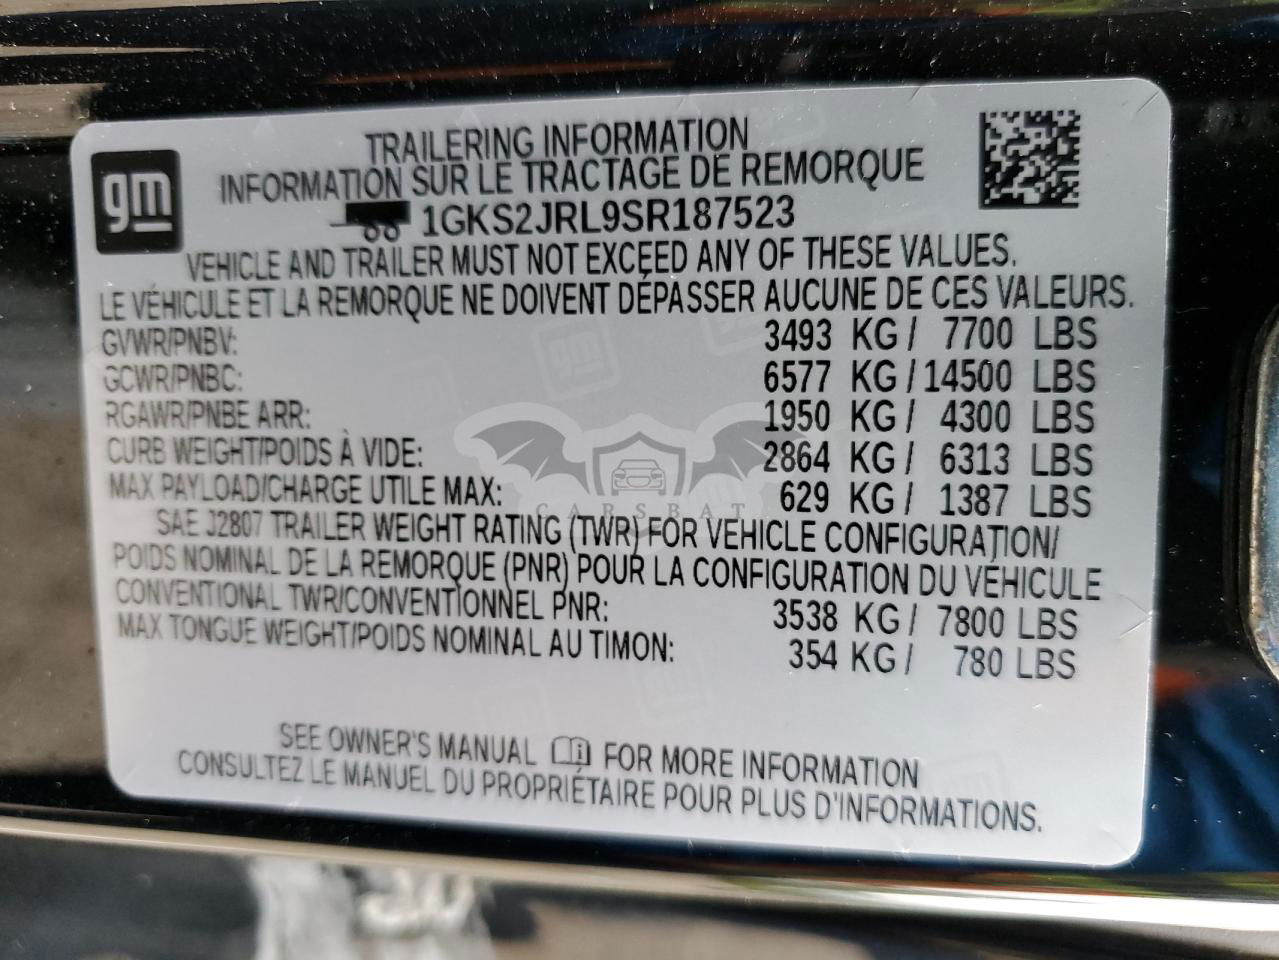 TRAILERING INFORMATION
gm
INFORMATION SUR LE TRACTAGE DE REMORQUE
1GKS2JRL9SR187523
VEHICLE AND TRAILER MUST NOT EXCEED ANY OF THESE VALUES.
LE VÉHICULE ET LA REMORQUE NE DOIVENT DÉPASSER AUCUNE DE CES VALEURS.
GVWR/PNBV: 3493 KG / 7700 LBS
GCWR/PNBC: 6577 KG / 14500 LBS
RGAWR/PNBE ARR: 1950 KG / 4300 LBS
CURB WEIGHT/POIDS À VIDE: 2864 KG / 6313 LBS
MAX PAYLOAD/CHARGE UTILE MAX: 629 KG / 1387 LBS
CARSBAT
SAE J2807 TRAILER WEIGHT RATING (TWR) FOR VEHICLE CONFIGURATION/
POIDS NOMINAL DE LA REMORQUE (PNR) POUR LA CONFIGURATION DU VÉHICULE
CONVENTIONAL TWR/CONVENTIONNEL PNR: 3538 KG / 7800 LBS
MAX TONGUE WEIGHT/POIDS NOMINAL AU TIMON: 354 KG / 780 LBS
SEE OWNER'S MANUAL FOR MORE INFORMATION
CONSULTEZ LE MANUEL DU PROPRIÉTAIRE POUR PLUS D'INFORMATIONS.